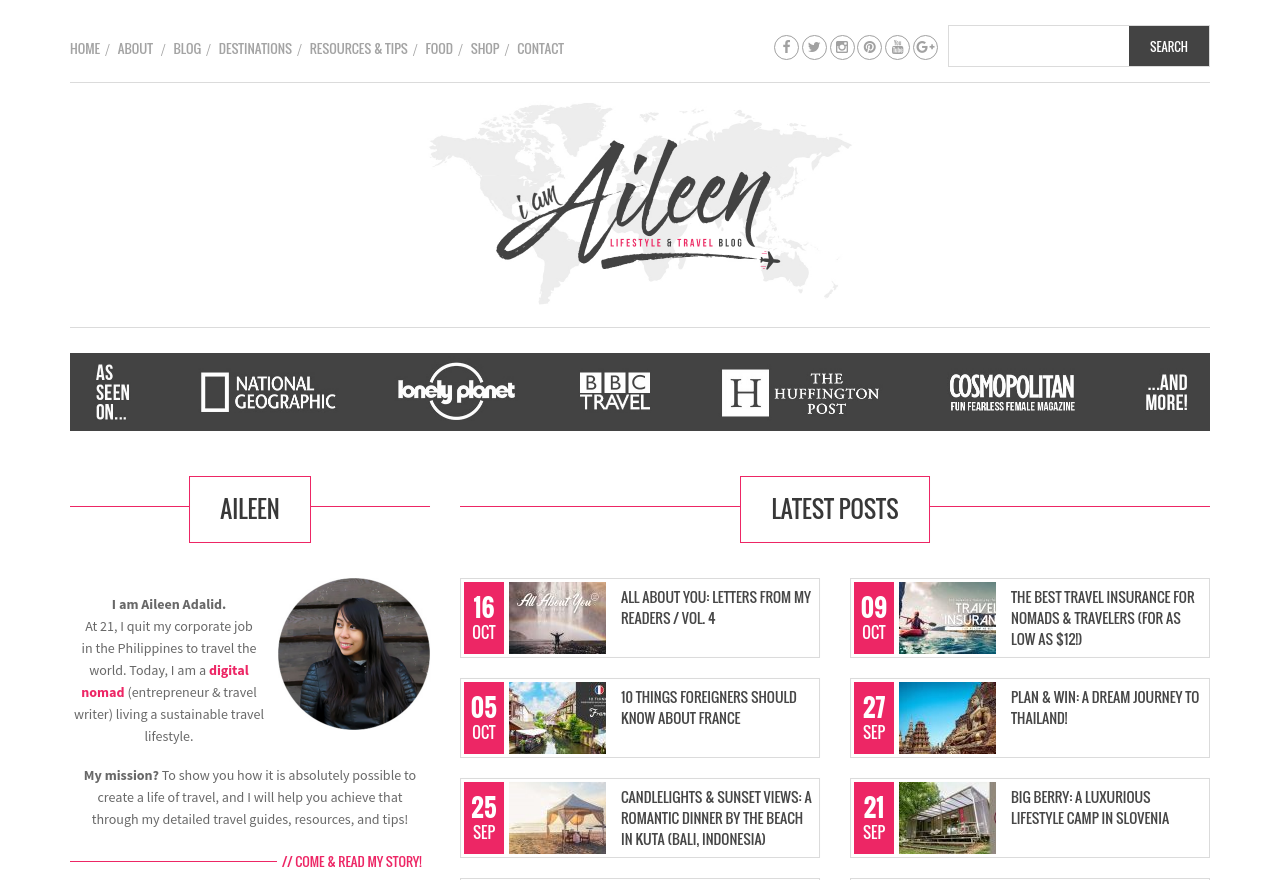 HOME / ABOUT / BLOG / DESTINATIONS / RESOURCES & TIPS / FOOD / SHOP / CONTACT
SEARCH
i am Aileen
LIFESTYLE & TRAVEL BLOG
AS
SEEN
ON...
NATIONAL
GEOGRAPHIC
lonely planet
BBC
TRAVEL
H
THE
HUFFINGTON
POST
COSMOPOLITAN
FUN FEARLESS FEMALE MAGAZINE
...AND
MORE!
AILEEN
I am Aileen Adalid.
At 21, I quit my corporate job
in the Philippines to travel the
world. Today, I am a digital
nomad (entrepreneur & travel
writer) living a sustainable travel
lifestyle.
My mission? To show you how it is absolutely possible to
create a life of travel, and I will help you achieve that
through my detailed travel guides, resources, and tips!
// COME & READ MY STORY!
LATEST POSTS
16
OCT
All About You
ALL ABOUT YOU: LETTERS FROM MY
READERS / VOL. 4
09
OCT
TRAVEL
INSURANC
THE BEST TRAVEL INSURANCE FOR
NOMADS & TRAVELERS (FOR AS
LOW AS $12!)
05
OCT
10 THINGS FOREIGNERS SHOULD
KNOW ABOUT FRANCE
27
SEP
PLAN & WIN: A DREAM JOURNEY TO
THAILAND!
25
SEP
CANDLELIGHTS & SUNSET VIEWS: A
ROMANTIC DINNER BY THE BEACH
IN KUTA (BALI, INDONESIA)
21
SEP
BIG BERRY: A LUXURIOUS
LIFESTYLE CAMP IN SLOVENIA